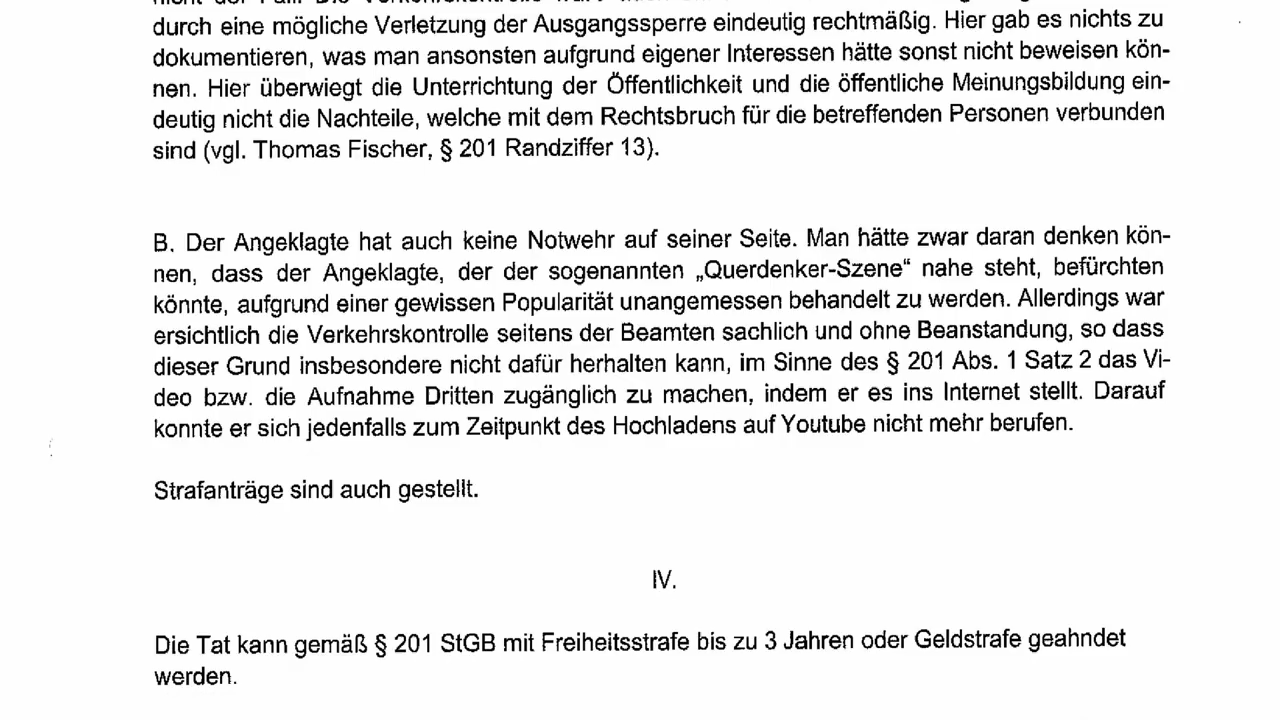 durch eine mögliche Verletzung der Ausgangssperre eindeutig rechtmäßig. Hier gab es nichts zu
dokumentieren, was man ansonsten aufgrund eigener Interessen hätte sonst nicht beweisen kön-
nen. Hier überwiegt die Unterrichtung der Öffentlichkeit und die öffentliche Meinungsbildung ein-
deutig nicht die Nachteile, welche mit dem Rechtsbruch für die betreffenden Personen verbunden
sind (vgl. Thomas Fischer, § 201 Randziffer 13).
B. Der Angeklagte hat auch keine Notwehr auf seiner Seite. Man hätte zwar daran denken kön-
nen, dass der Angeklagte, der der sogenannten „Querdenker-Szene“ nahe steht, befürchten
könnte, aufgrund einer gewissen Popularität unangemessen behandelt zu werden. Allerdings war
ersichtlich die Verkehrskontrolle seitens der Beamten sachlich und ohne Beanstandung, so dass
dieser Grund insbesondere nicht dafür herhalten kann, im Sinne des § 201 Abs. 1 Satz 2 das Vi-
deo bzw. die Aufnahme Dritten zugänglich zu machen, indem er es ins Internet stellt. Darauf
konnte er sich jedenfalls zum Zeitpunkt des Hochladens auf Youtube nicht mehr berufen.
Strafanträge sind auch gestellt.
IV.
Die Tat kann gemäß § 201 StGB mit Freiheitsstrafe bis zu 3 Jahren oder Geldstrafe geahndet
werden.